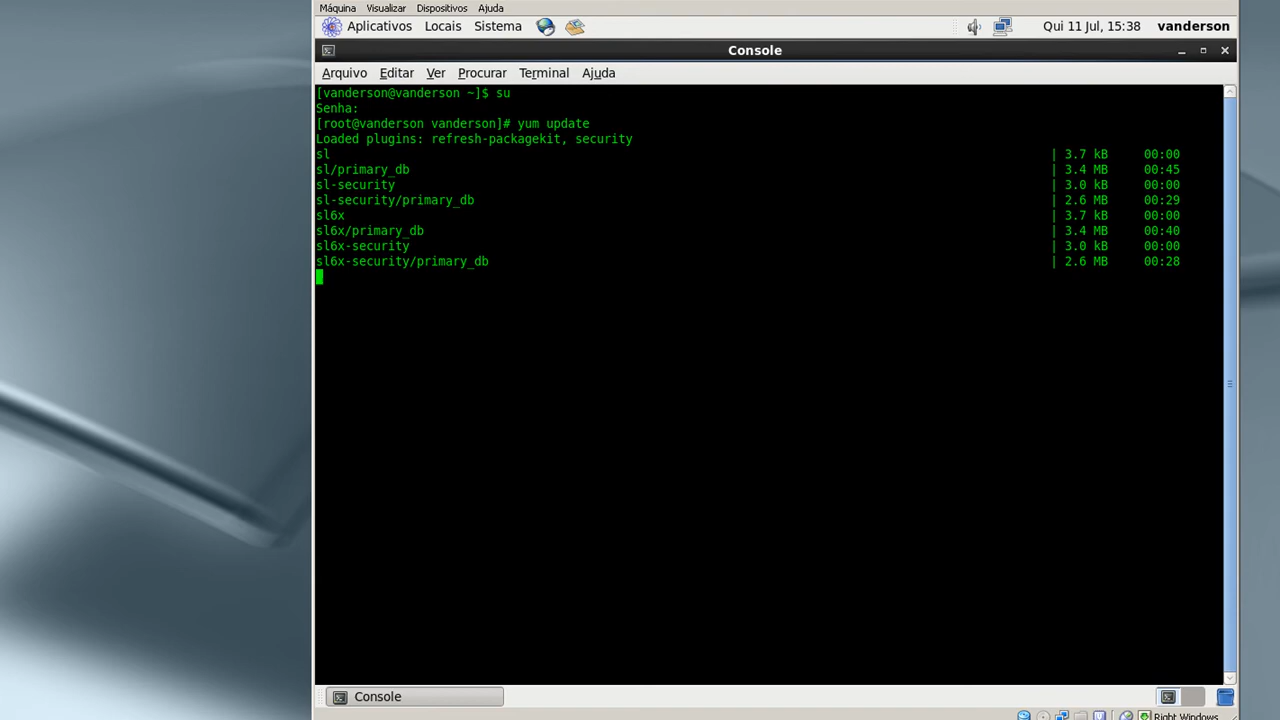 Máquina Visualizar Dispositivos Ajuda
Aplicativos Locais Sistema Qui 11 Jul, 15:38 vanderson
Console
Arquivo Editar Ver Procurar Terminal Ajuda
[vanderson@vanderson ~]$ su
Senha:
[root@vanderson vanderson]# yum update
Loaded plugins: refresh-packagekit, security
sl | 3.7 kB 00:00
sl/primary_db | 3.4 MB 00:45
sl-security | 3.0 kB 00:00
sl-security/primary_db | 2.6 MB 00:29
sl6x | 3.7 kB 00:00
sl6x/primary_db | 3.4 MB 00:40
sl6x-security | 3.0 kB 00:00
sl6x-security/primary_db | 2.6 MB 00:28
Console
Right Windows